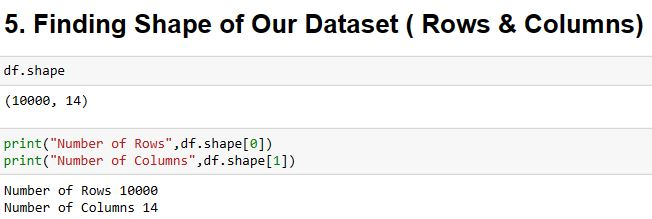 5. Finding Shape of Our Dataset ( Rows & Columns)
df.shape
(10000, 14)
print("Number of Rows",df.shape[0])
print("Number of Columns",df.shape[1])
Number of Rows 10000
Number of Columns 14